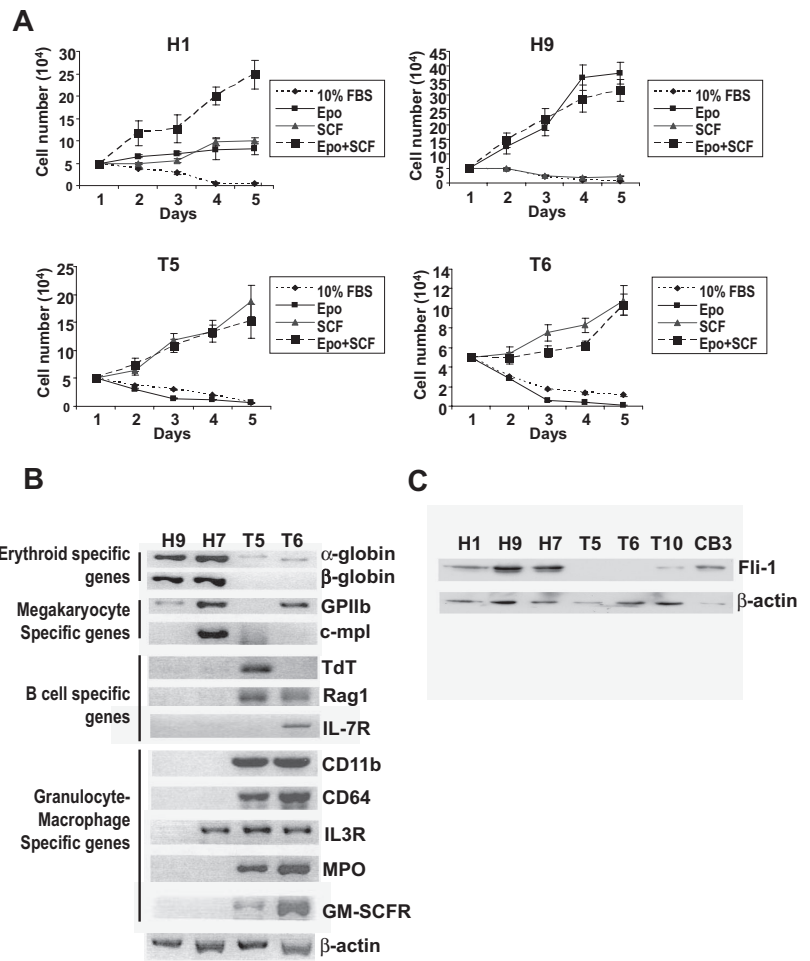 A
H1
Cell number (10⁴)
30
25
20
15
10
5
0
1 2 3 4 5
Days
10% FBS
Epo
SCF
Epo+SCF
H9
Cell number (10⁴)
45
40
35
30
25
20
15
10
5
0
1 2 3 4 5
Days
10% FBS
Epo
SCF
Epo+SCF
T5
Cell number (10⁴)
25
20
15
10
5
0
1 2 3 4 5
Days
10% FBS
Epo
SCF
Epo+SCF
T6
Cell number (10⁴)
14
12
10
8
6
4
2
0
1 2 3 4 5
Days
10% FBS
Epo
SCF
Epo+SCF
B
H9 H7 T5 T6
Erythroid specific
genes
α-globin
β-globin
Megakaryocyte
Specific genes
GPIIb
c-mpl
B cell specific
genes
TdT
Rag1
IL-7R
Granulocyte-
Macrophage
Specific genes
CD11b
CD64
IL3R
MPO
GM-SCFR
β-actin
C
H1 H9 H7 T5 T6 T10 CB3
Fli-1
β-actin